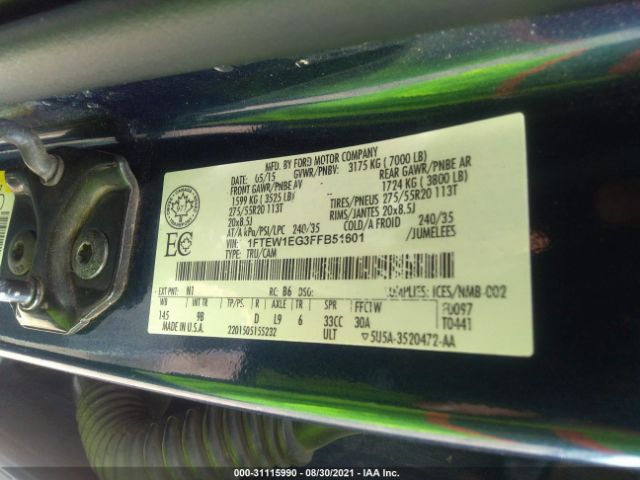 MFD. BY FORD MOTOR COMPANY
DATE: 05/15 GVWR/PNBV: 3175 KG ( 7000 LB)
FRONT GAWR/PNBE AV REAR GAWR/PNBE AR
1599 KG ( 3525 LB) 1724 KG ( 3800 LB)
275/55R20 113T TIRES/PNEUS 275/55R20 113T
20x8.5J RIMS/JANTES 20x8.5J
AT/A kPa/PSI/LPC 240/35 COLD/A FROID 240/35
VIN: 1FTEW1EG3FFB51601 /JUMELEES
TYPE: TRU/CAM
EC
EXT PNT: N1 RC: B6 DSO: ICES/NMB-002
WB TP/PS R AXLE TR SPR FFC1W
145 9B D L9 6 33CC 30A T0441
MADE IN U.S.A. 2201505155232 ULT 5U5A-3520472-AA
000-31115990 - 08/30/2021 - IAA Inc.